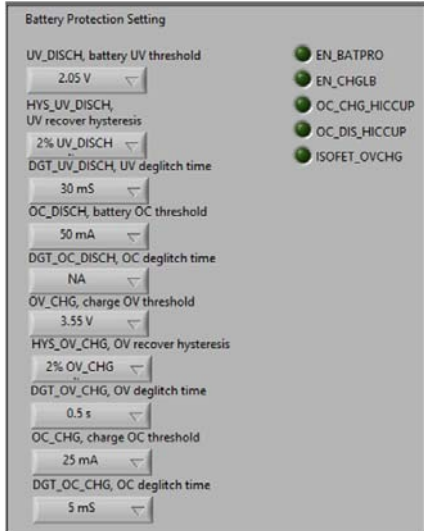 Battery Protection Setting
UV_DISCH, battery UV threshold
2.05 V
HYS_UV_DISCH,
UV recover hysteresis
2% UV_DISCH
DGT_UV_DISCH, UV deglitch time
30 mS
OC_DISCH, battery OC threshold
50 mA
DGT_OC_DISCH, OC deglitch time
NA
OV_CHG, charge OV threshold
3.55 V
HYS_OV_CHG, OV recover hysteresis
2% OV_CHG
DGT_OV_CHG, OV deglitch time
0.5 s
OC_CHG, charge OC threshold
25 mA
DGT_OC_CHG, OC deglitch time
5 mS
EN_BATPRO
EN_CHGLB
OC_CHG_HICCUP
OC_DIS_HICCUP
ISOFET_OVCHG